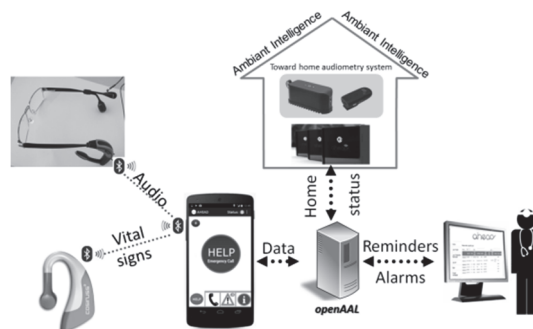 Ambiant Intelligence
Ambiant Intelligence
Toward home audiometry system
Audio
Vital
signs
HELP
Emergency Call
Data
Home
status
openAAL
Reminders
Alarms
ahead